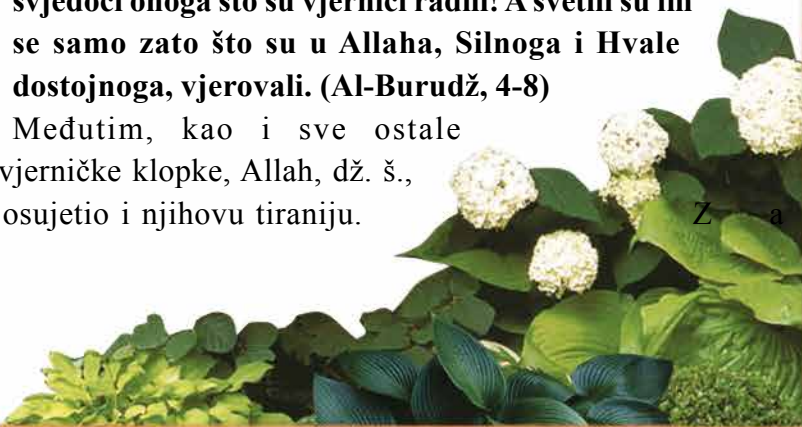 svjedoci onoga što su vjernici radili! A svetili su im
se samo zato što su u Allaha, Silnoga i Hvale
dostojnoga, vjerovali. (Al-Burudž, 4-8)
Međutim, kao i sve ostale
vjerničke klopke, Allah, dž. š.,
osujetio i njihovu tiraniju. Z a